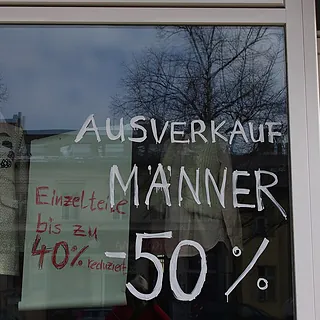 AUSVERKAUF
MÄNNER
-50%
Einzelteile
bis zu
40% reduziert